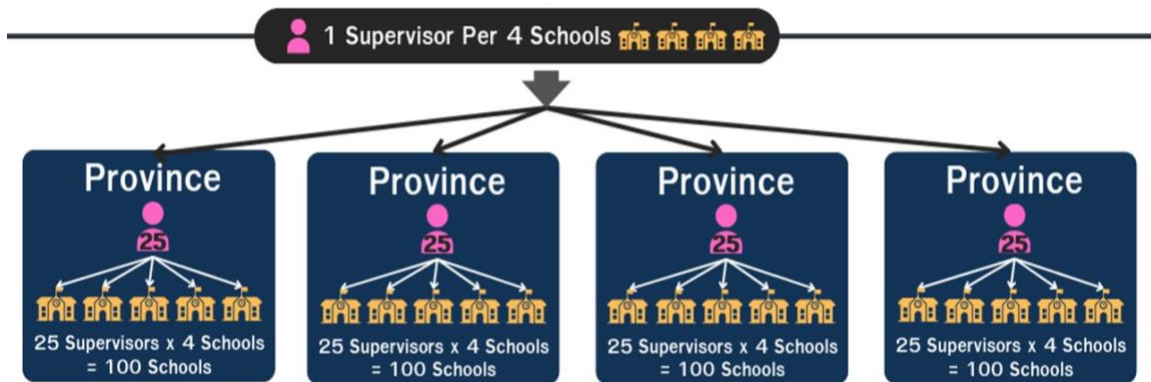 1 Supervisor Per 4 Schools
Province
25
25 Supervisors x 4 Schools
= 100 Schools
Province
25
25 Supervisors x 4 Schools
= 100 Schools
Province
25
25 Supervisors x 4 Schools
= 100 Schools
Province
25
25 Supervisors x 4 Schools
= 100 Schools